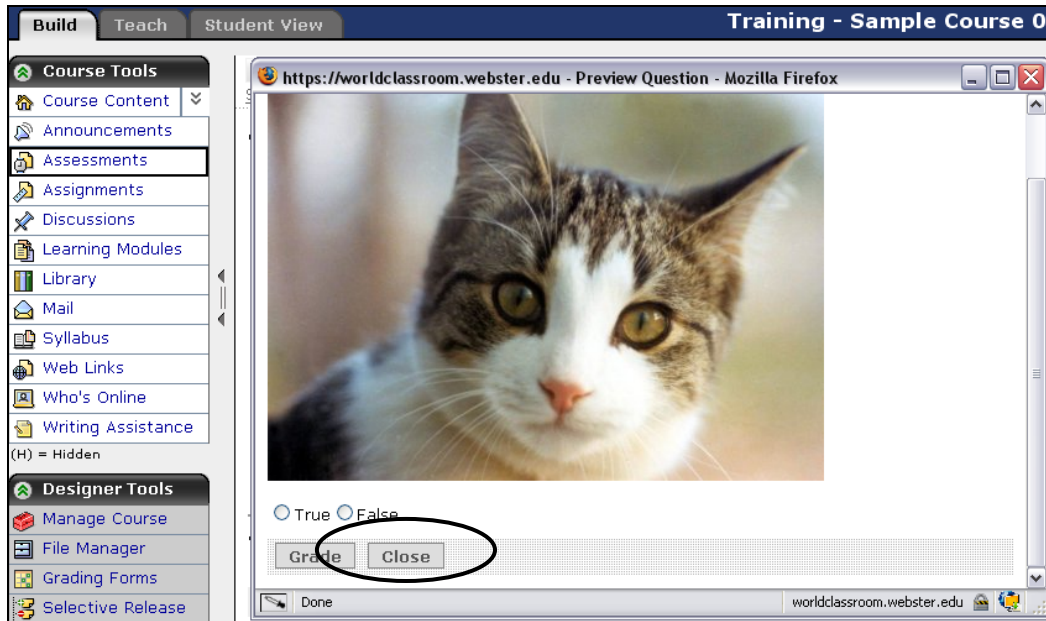 Build Teach Student View Training - Sample Course 0
Course Tools
Course Content
Announcements
Assessments
Assignments
Discussions
Learning Modules
Library
Mail
Syllabus
Web Links
Who's Online
Writing Assistance
(H) = Hidden
Designer Tools
Manage Course
File Manager
Grading Forms
Selective Release
https://worldclassroom.webster.edu - Preview Question - Mozilla Firefox
True False
Grade Close
Done worldclassroom.webster.edu